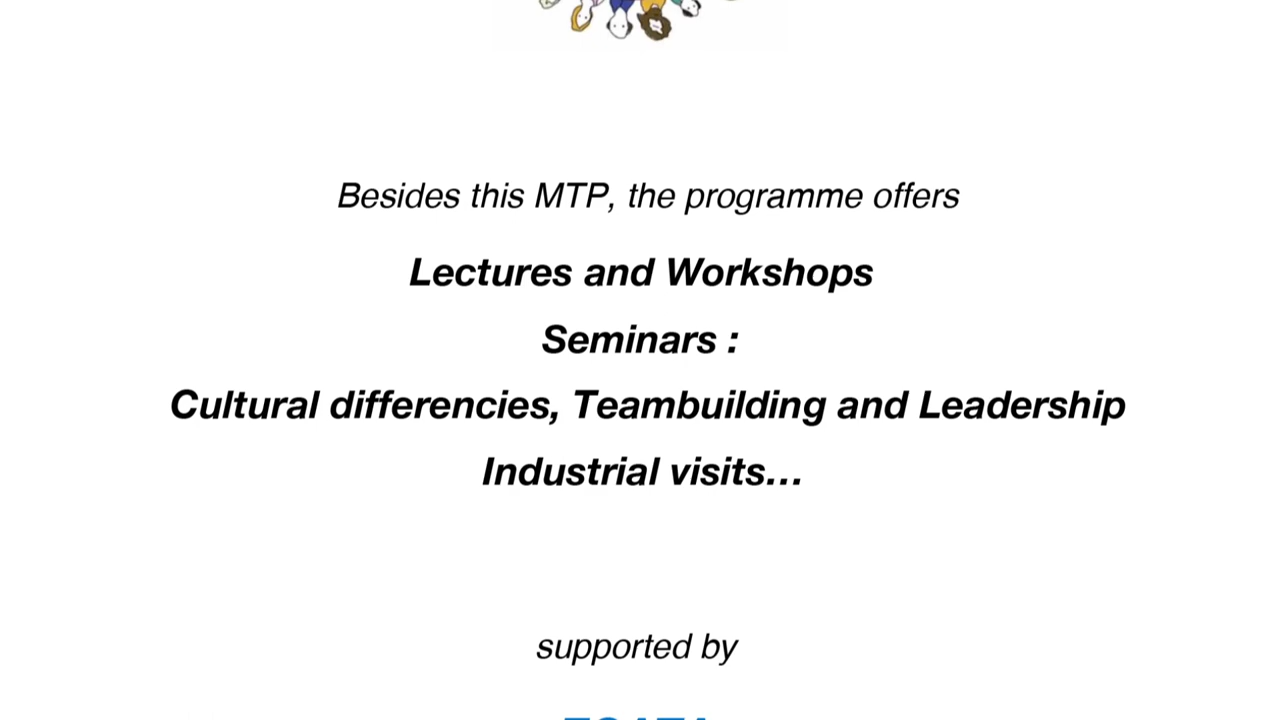 Besides this MTP, the programme offers
Lectures and Workshops
Seminars :
Cultural differencies, Teambuilding and Leadership
Industrial visits...
supported by